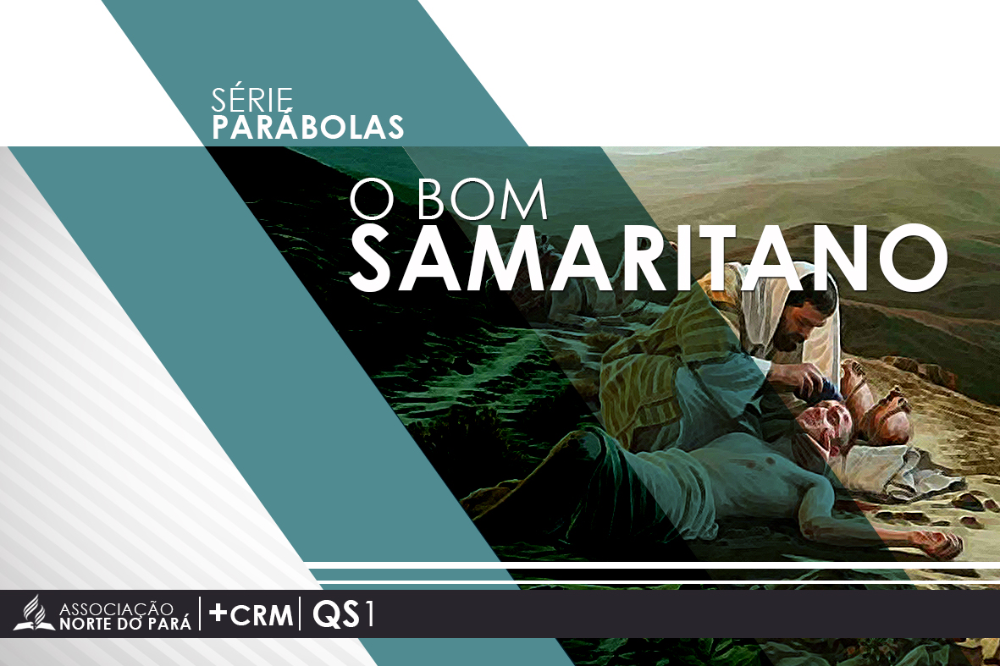 SÉRIE
PARÁBOLAS
O BOM
SAMARITANO
ASSOCIAÇÃO
NORTE DO PARÁ
+CRM
QS1